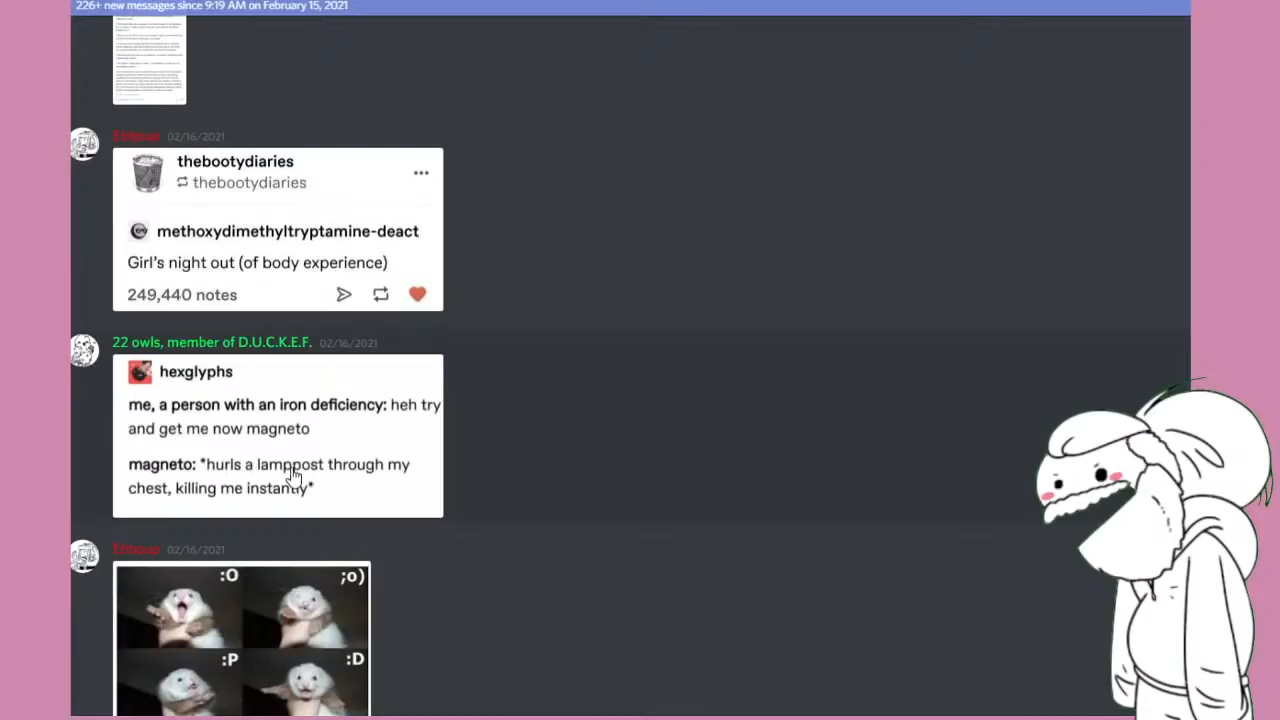 226+ new messages since 9:19 AM on February 15, 2021
Ebboup 02/16/2021
thebootydiaries
thebootydiaries
methoxydimethyltryptamine-deact
Girl's night out (of body experience)
249,440 notes
22 owls, member of D.U.C.K.E.F. 02/16/2021
hexglyphs
me, a person with an iron deficiency: heh try
and get me now magneto
magneto: *hurls a lamppost through my
chest, killing me instantly*
Ebboup 02/16/2021
:O ;o)
:P :D